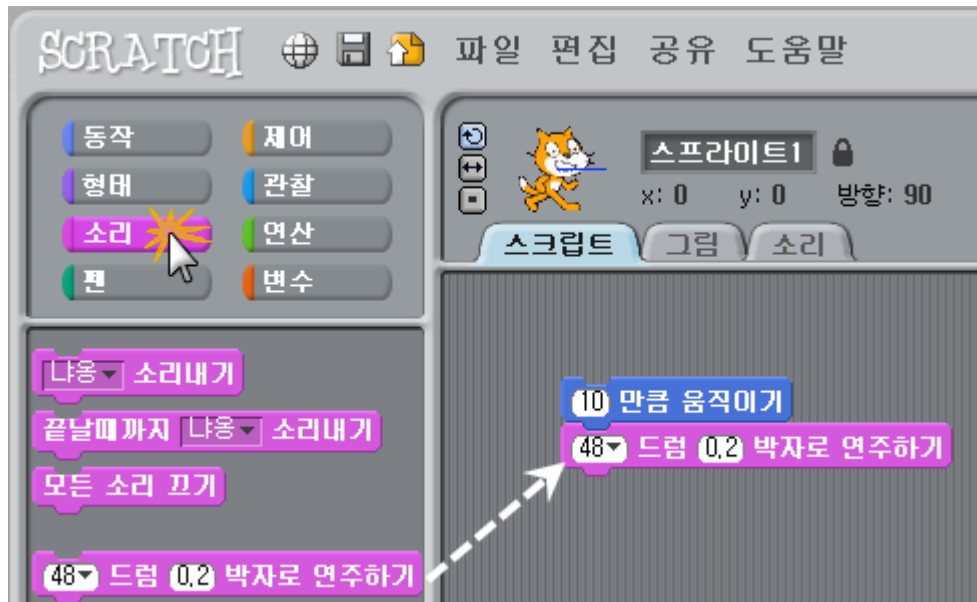 SCRATCH 파일 편집 공유 도움말
동작 제어
형태 관찰
소리 연산
펜 변수
스프라이트1
x: 0 y: 0 방향: 90
스크립트 그림 소리
냐옹 소리내기
끝날때까지 냐옹 소리내기
모든 소리 끄기
48 드럼 0.2 박자로 연주하기
10 만큼 움직이기
48 드럼 0.2 박자로 연주하기